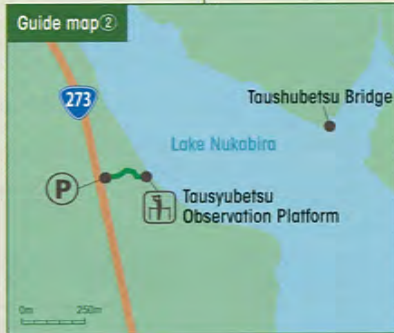 Guide map②
273
Taushubetsu Bridge
Lake Nukabira
P
Tausyubetsu
Observation Platform
0m 250m